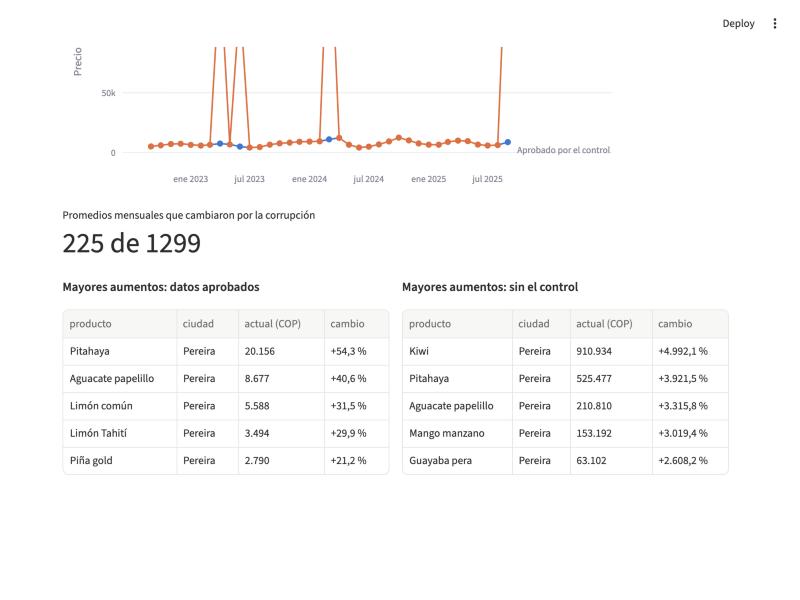 Deploy
Precio
50k
0
Aprobado por el control
ene 2023 jul 2023 ene 2024 jul 2024 ene 2025 jul 2025
Promedios mensuales que cambiaron por la corrupción
225 de 1299
Mayores aumentos: datos aprobados
producto ciudad actual (COP) cambio
Pitahaya Pereira 20.156 +54,3 %
Aguacate papelillo Pereira 8.677 +40,6 %
Limón común Pereira 5.588 +31,5 %
Limón Tahití Pereira 3.494 +29,9 %
Piña gold Pereira 2.790 +21,2 %
Mayores aumentos: sin el control
producto ciudad actual (COP) cambio
Kiwi Pereira 910.934 +4.992,1 %
Pitahaya Pereira 525.477 +3.921,5 %
Aguacate papelillo Pereira 210.810 +3.315,8 %
Mango manzano Pereira 153.192 +3.019,4 %
Guayaba pera Pereira 63.102 +2.608,2 %